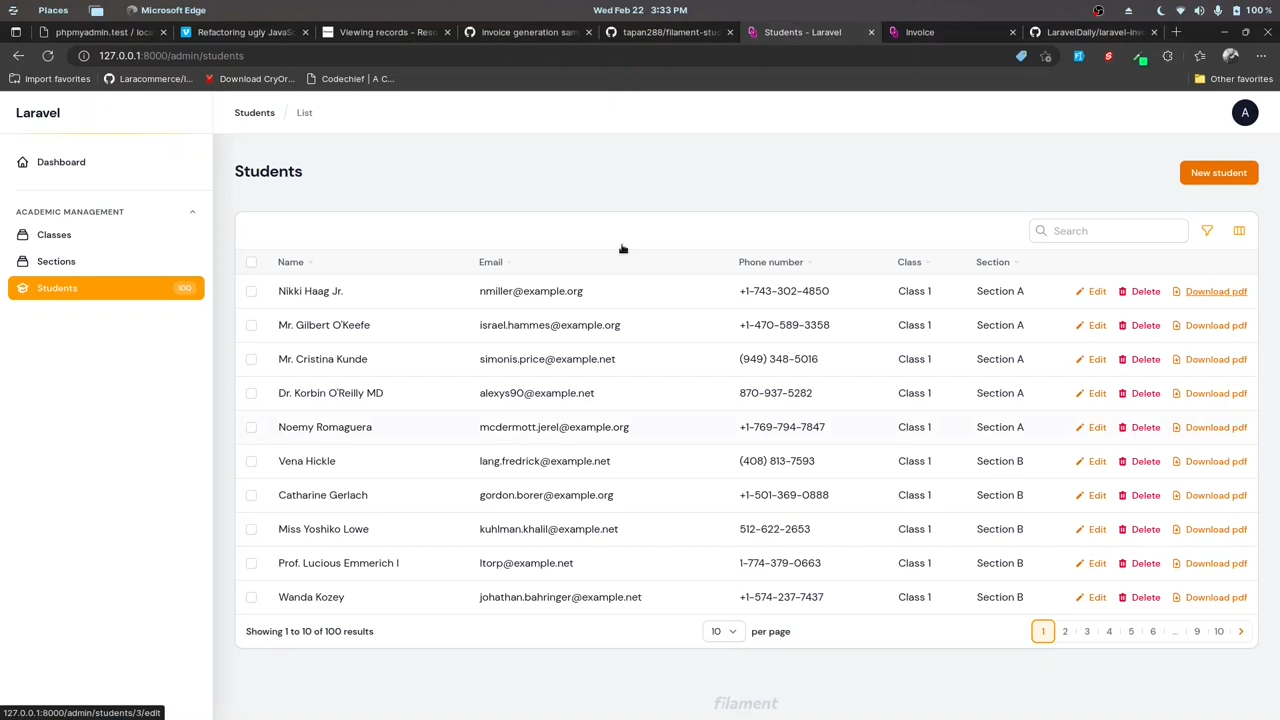 Places Microsoft Edge Wed Feb 22 3:33 PM 100 %
phpmyadmin.test / loca Refactoring ugly JavaSc Viewing records - Reso invoice generation sam tapan288/filament-stud Students - Laravel Invoice LaravelDaily/laravel-inv
127.0.0.1:8000/admin/students
Import favorites Laracommerce/l... Download CryOr... Codechief | A C... Other favorites
Laravel Students / List A
Dashboard
Students New student
ACADEMIC MANAGEMENT
Classes
Sections
Students 100
Search
Name Email Phone number Class Section
Nikki Haag Jr. nmiller@example.org +1-743-302-4850 Class 1 Section A Edit Delete Download pdf
Mr. Gilbert O'Keefe israel.hammes@example.org +1-470-589-3358 Class 1 Section A Edit Delete Download pdf
Mr. Cristina Kunde simonis.price@example.net (949) 348-5016 Class 1 Section A Edit Delete Download pdf
Dr. Korbin O'Reilly MD alexys90@example.net 870-937-5282 Class 1 Section A Edit Delete Download pdf
Noemy Romaguera mcdermott.jerel@example.org +1-769-794-7847 Class 1 Section A Edit Delete Download pdf
Vena Hickle lang.fredrick@example.net (408) 813-7593 Class 1 Section B Edit Delete Download pdf
Catharine Gerlach gordon.borer@example.org +1-501-369-0888 Class 1 Section B Edit Delete Download pdf
Miss Yoshiko Lowe kuhlman.khalil@example.net 512-622-2653 Class 1 Section B Edit Delete Download pdf
Prof. Lucious Emmerich I ltorp@example.net 1-774-379-0663 Class 1 Section B Edit Delete Download pdf
Wanda Kozey johathan.bahringer@example.net +1-574-237-7437 Class 1 Section B Edit Delete Download pdf
Showing 1 to 10 of 100 results 10 per page 1 2 3 4 5 6 ... 9 10
filament
127.0.0.1:8000/admin/students/3/edit